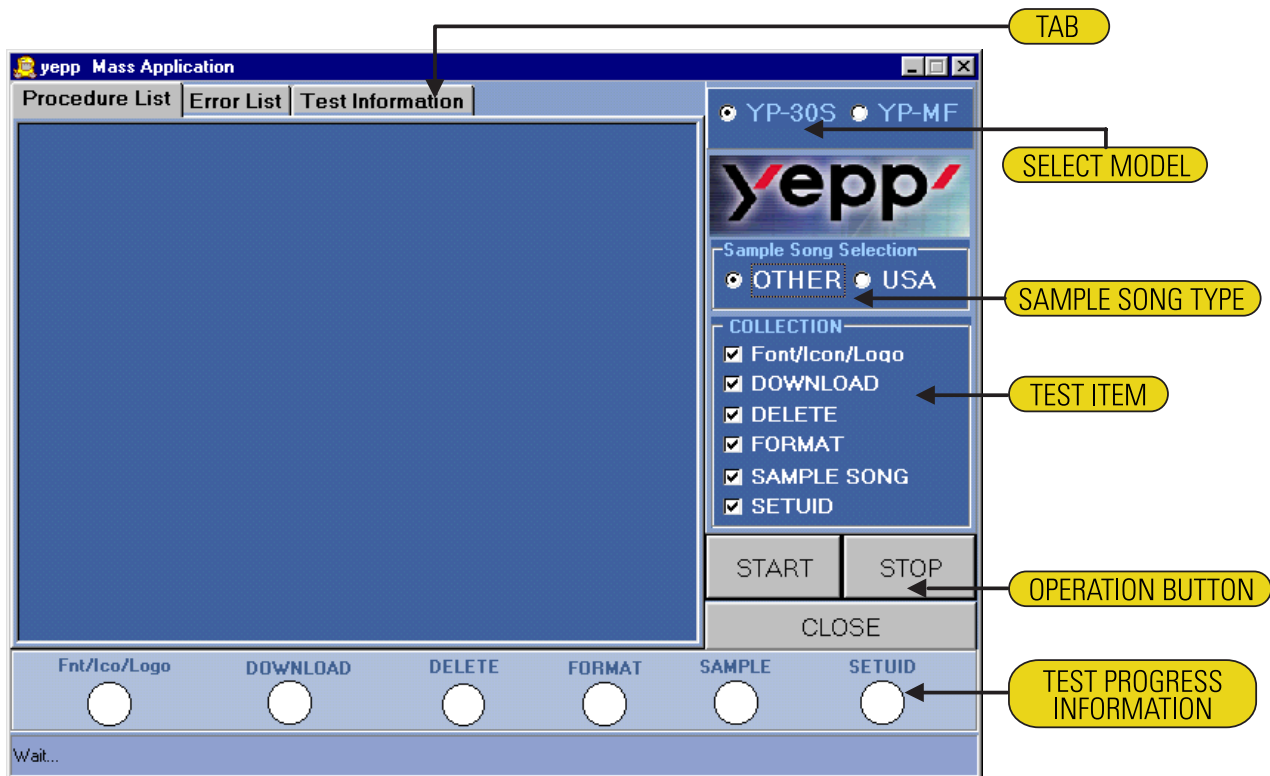 TAB
yepp Mass Application
Procedure List Error List Test Information
YP-30S YP-MF
SELECT MODEL
yepp
Sample Song Selection
OTHER USA
SAMPLE SONG TYPE
COLLECTION
Font/Icon/Logo
DOWNLOAD
TEST ITEM
DELETE
FORMAT
SAMPLE SONG
SETUID
START STOP
OPERATION BUTTON
CLOSE
Fnt/Ico/Logo DOWNLOAD DELETE FORMAT SAMPLE SETUID
TEST PROGRESS
INFORMATION
Wait...